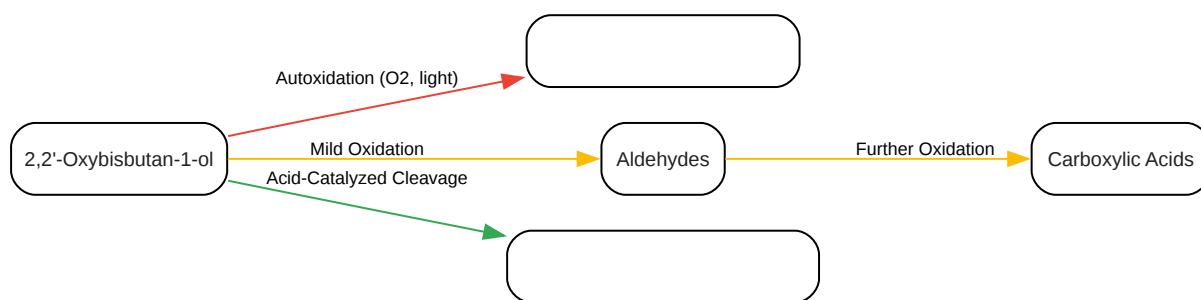 Autoxidation (O2, light)
2,2'-Oxybisbutan-1-ol
Mild Oxidation
Aldehydes
Further Oxidation
Carboxylic Acids
Acid-Catalyzed Cleavage